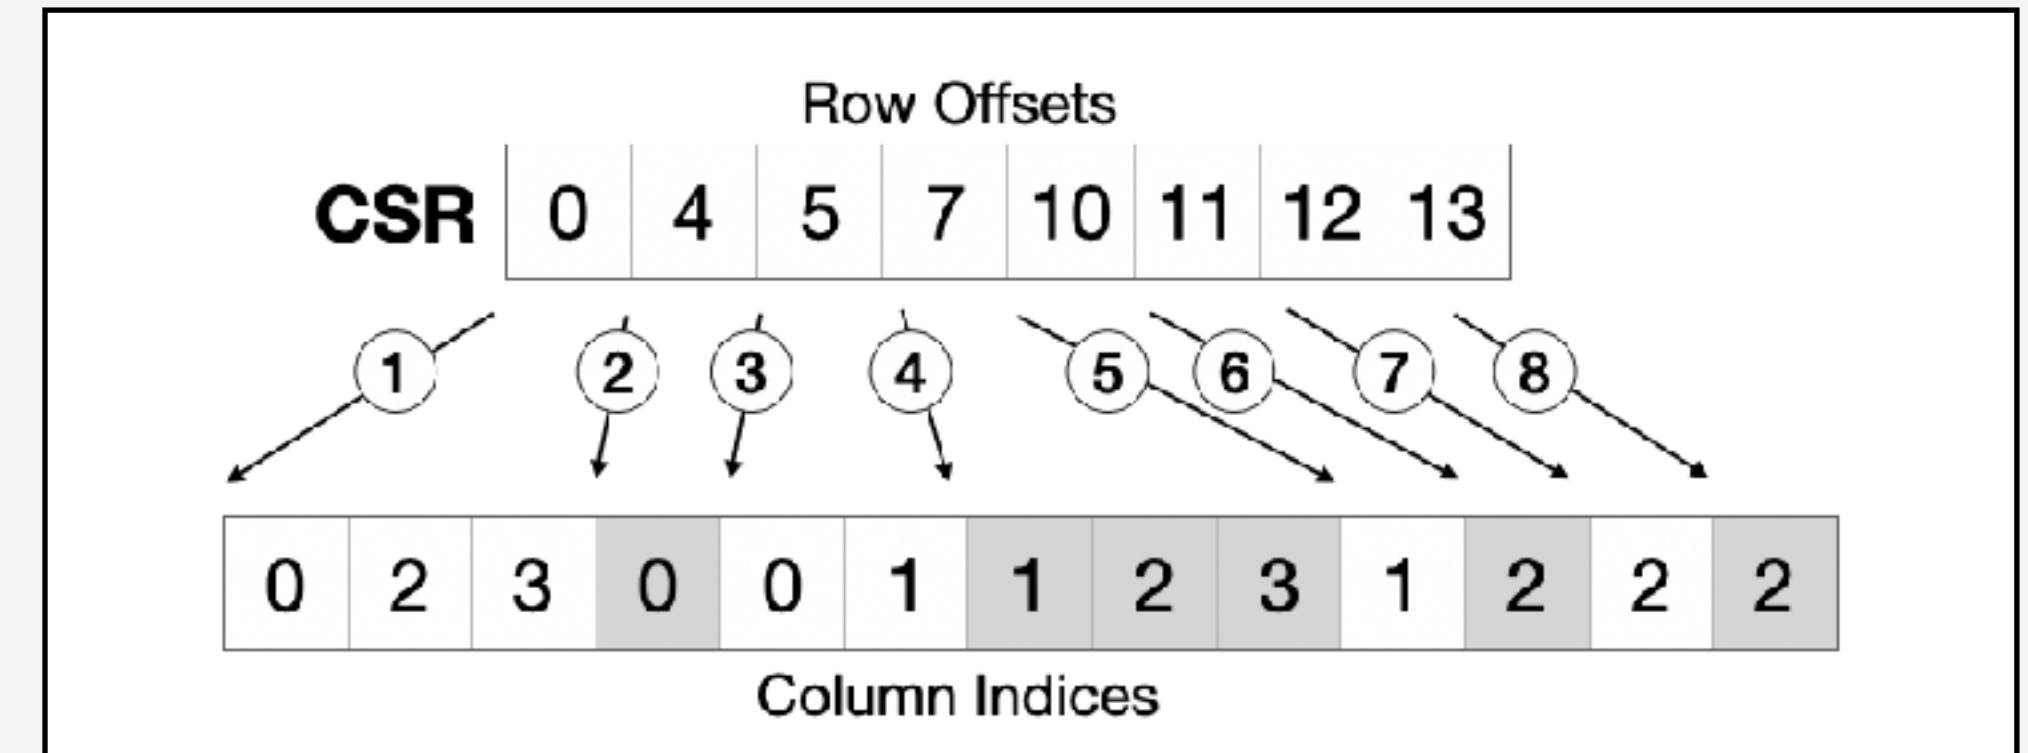 Row Offsets
CSR 0 4 5 7 10 11 12 13
1 2 3 4 5 6 7 8
0 2 3 0 0 1 1 2 3 1 2 2 2
Column Indices